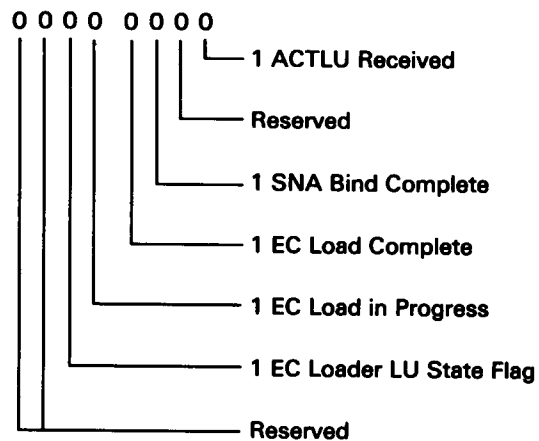 0 0 0 0 0 0 0 0
1 ACTLU Received
Reserved
1 SNA Bind Complete
1 EC Load Complete
1 EC Load in Progress
1 EC Loader LU State Flag
Reserved